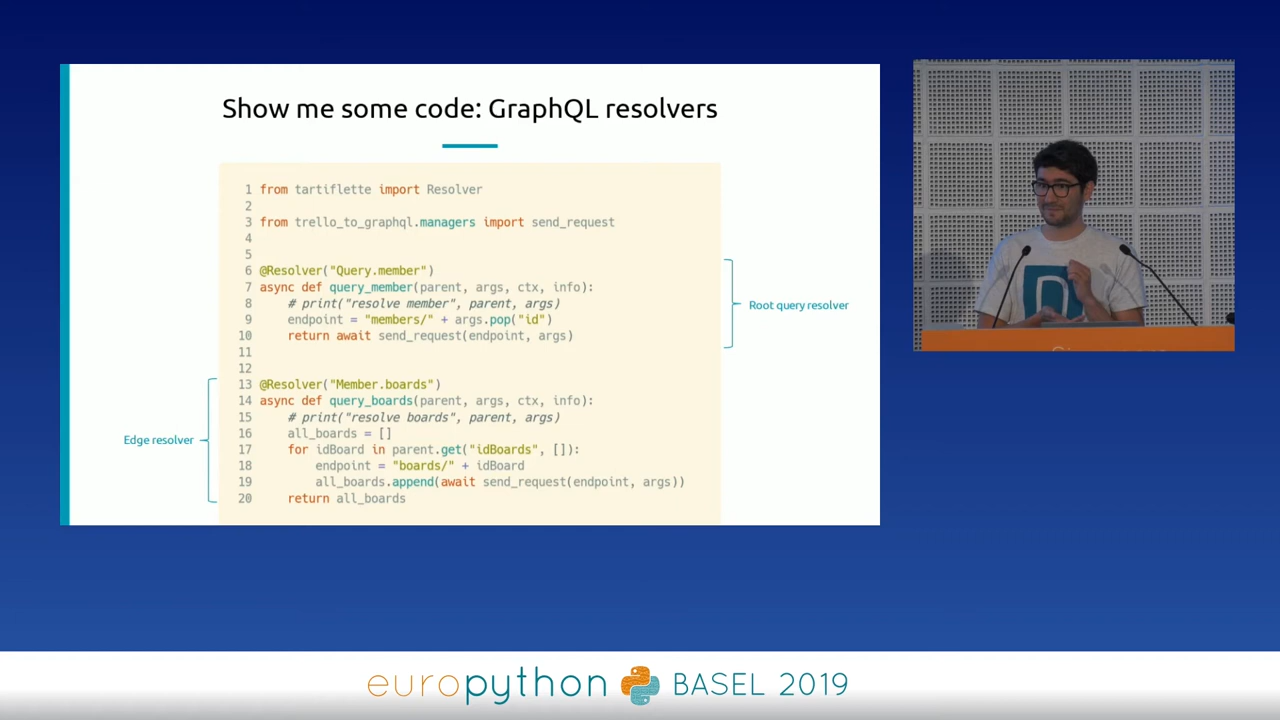 Show me some code: GraphQL resolvers
1 from tartiflette import Resolver
2
3 from trello_to_graphql.managers import send_request
4
5
6 @Resolver("Query.member")
7 async def query_member(parent, args, ctx, info):
8     # print("resolve member", parent, args)
9     endpoint = "members/" + args.pop("id")
10     return await send_request(endpoint, args)
11
12
13 @Resolver("Member.boards")
14 async def query_boards(parent, args, ctx, info):
15     # print("resolve boards", parent, args)
16     all_boards = []
17     for idBoard in parent.get("idBoards", []):
18         endpoint = "boards/" + idBoard
19         all_boards.append(await send_request(endpoint, args))
20     return all_boards
Root query resolver
Edge resolver
europython BASEL 2019